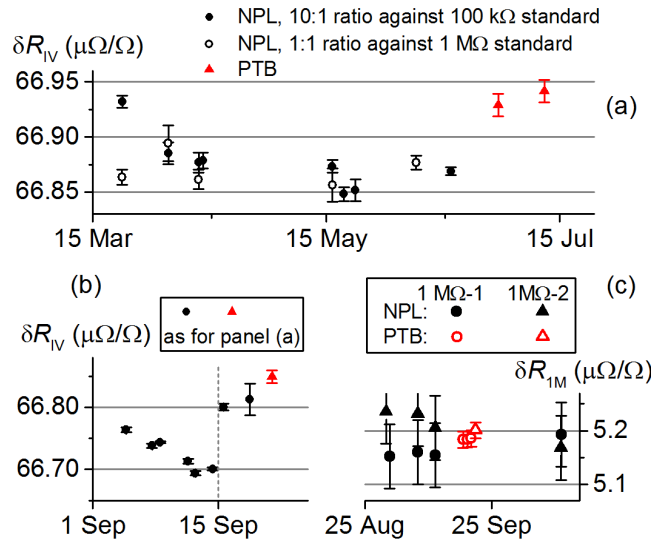 NPL, 10:1 ratio against 100 kΩ standard
NPL, 1:1 ratio against 1 MΩ standard
PTB
δR_IV (μΩ/Ω)
66.95
(a)
66.90
66.85
15 Mar
15 May
15 Jul
(b)
(c)
1 MΩ-1
1MΩ-2
NPL:
PTB:
as for panel (a)
δR_IV (μΩ/Ω)
δR_1M (μΩ/Ω)
66.80
5.2
66.70
5.1
1 Sep
15 Sep
25 Aug
25 Sep